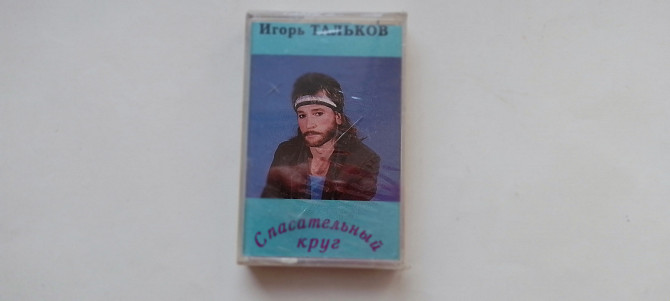 Игорь ТАЛЬКОВ
Спасательный
круг